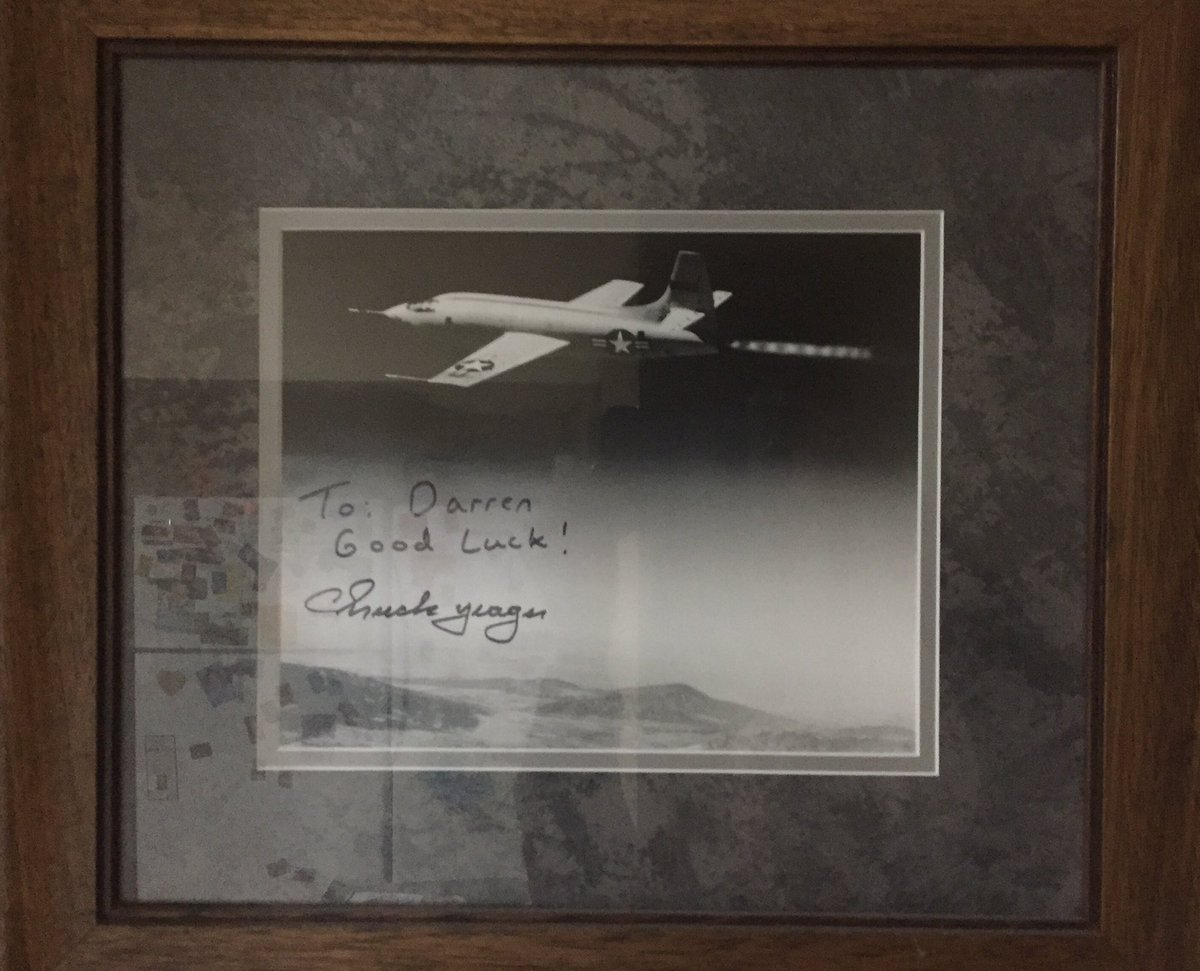 To: Darren
Good Luck!
Chuck Yeager